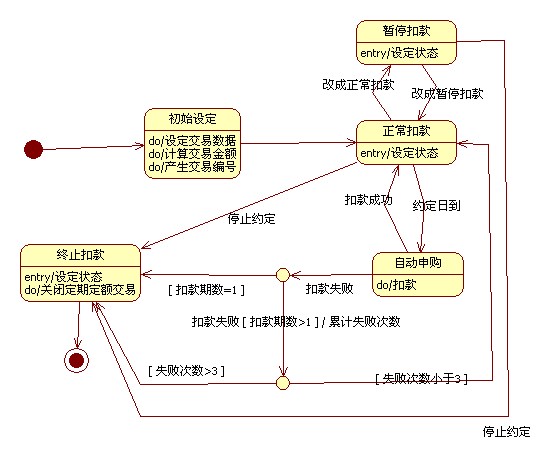 暂停扣款
entry/设定状态
改成正常扣款
改成暂停扣款
初始设定
do/设定交易数据
do/计算交易金额
do/产生交易编号
正常扣款
entry/设定状态
停止约定
扣款成功
约定日到
终止扣款
entry/设定状态
do/关闭定期定额交易
自动申购
do/扣款
[ 扣款期数=1 ]
扣款失败
扣款失败 [ 扣款期数>1 ] / 累计失败次数
[ 失败次数>3 ]
[ 失败次数小于3 ]
停止约定